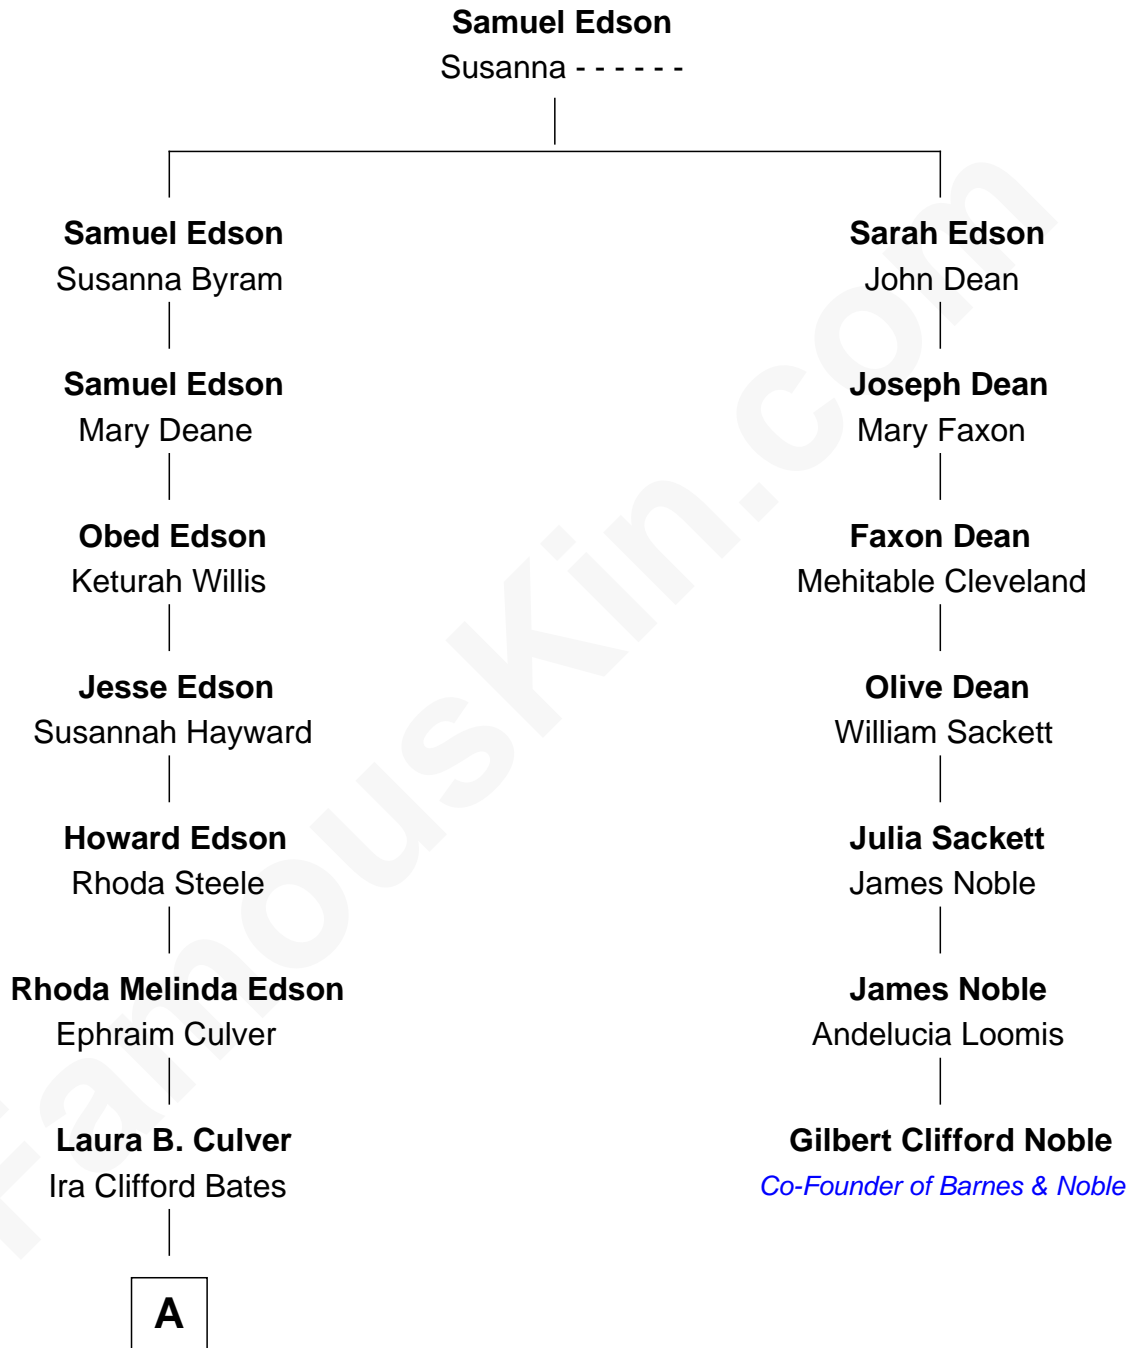 Samuel Edson
Susanna - - - - - -
Samuel Edson
Susanna Byram
Sarah Edson
John Dean
Samuel Edson
Mary Deane
Joseph Dean
Mary Faxon
Obed Edson
Keturah Willis
Faxon Dean
Mehitable Cleveland
Jesse Edson
Susannah Hayward
Olive Dean
William Sackett
Howard Edson
Rhoda Steele
Julia Sackett
James Noble
Rhoda Melinda Edson
Ephraim Culver
James Noble
Andelucia Loomis
Laura B. Culver
Ira Clifford Bates
Gilbert Clifford Noble
Co-Founder of Barnes & Noble
A
FamousKin.com